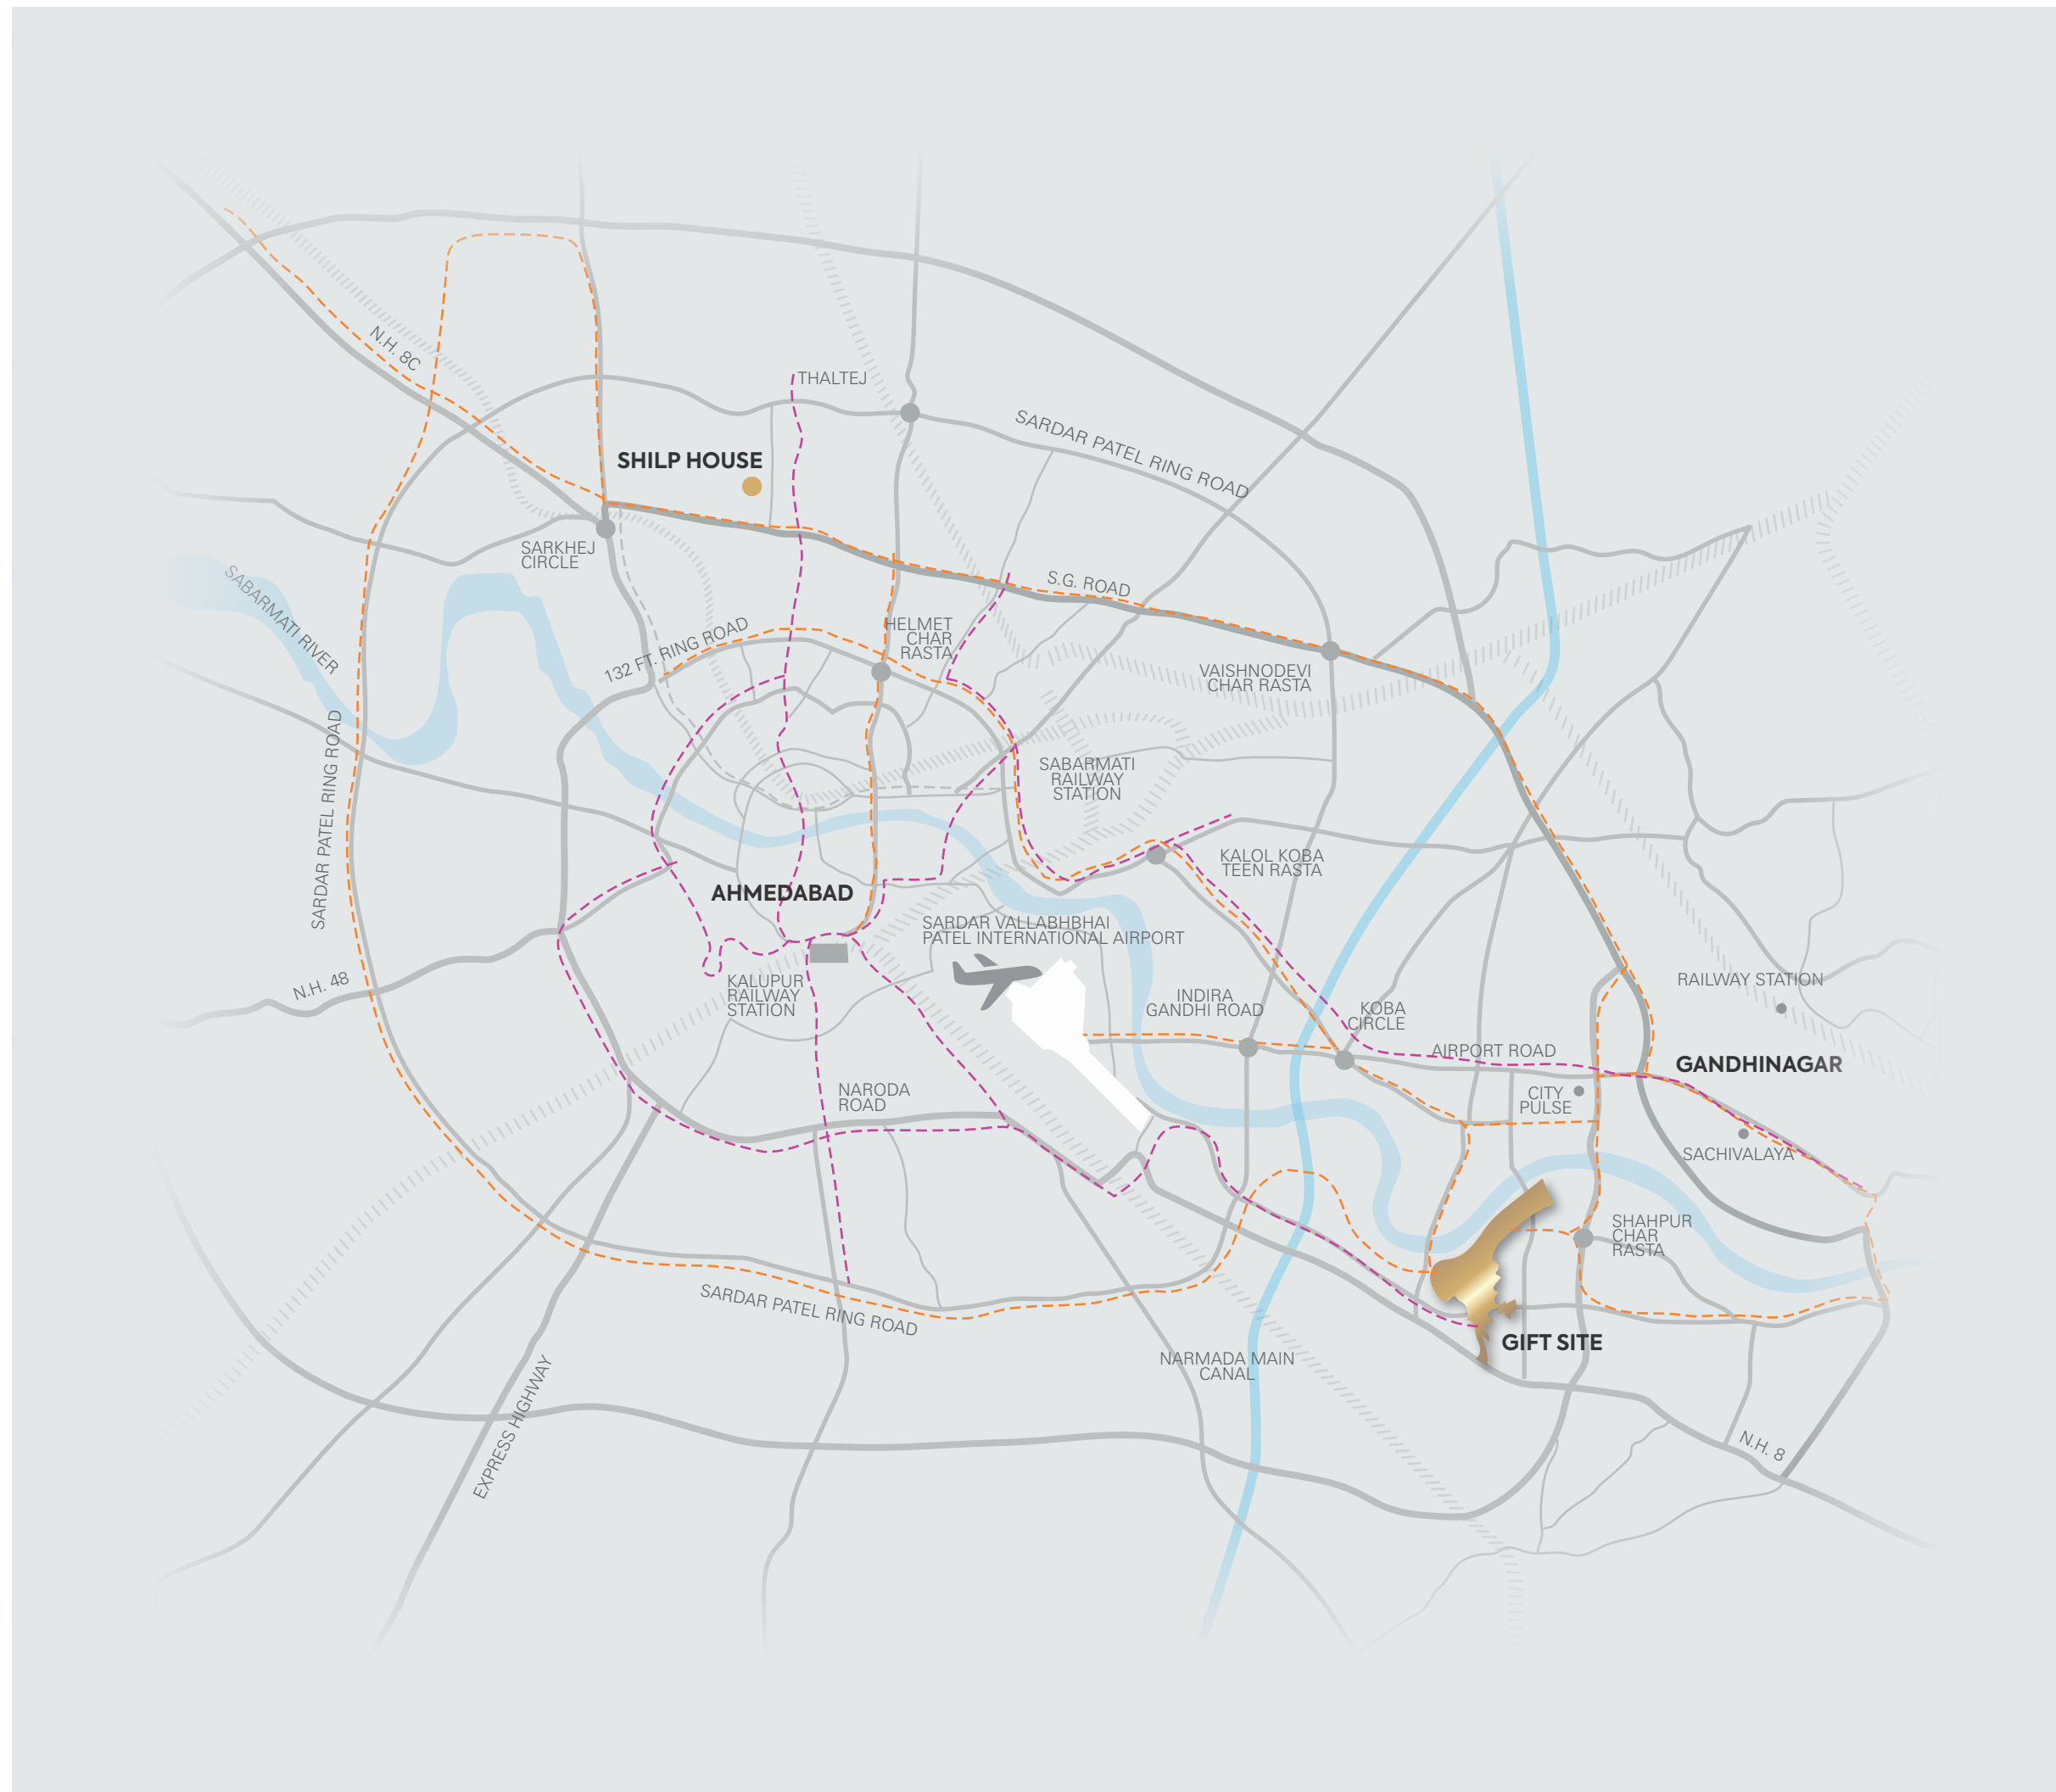 N.H. 8C
THALTEJ
SARDAR PATEL RING ROAD
SHILP HOUSE
SARKHEJ
CIRCLE
SABARMATI RIVER
S.G. ROAD
132 FT. RING ROAD
HELMET
CHAR
RASTA
VAISHNODEVI
CHAR RASTA
SARDAR PATEL RING ROAD
SABARMATI
RAILWAY
STATION
KALOL KOBA
TEEN RASTA
AHMEDABAD
SARDAR VALLABHBHAI
PATEL INTERNATIONAL AIRPORT
N.H. 48
KALUPUR
RAILWAY
STATION
INDIRA
GANDHI ROAD
KOBA
CIRCLE
RAILWAY STATION
AIRPORT ROAD
GANDHINAGAR
NARODA
ROAD
CITY
PULSE
SACHIVALAYA
SHAHPUR
CHAR
RASTA
SARDAR PATEL RING ROAD
GIFT SITE
NARMADA MAIN
CANAL
EXPRESS HIGHWAY
N.H. 8